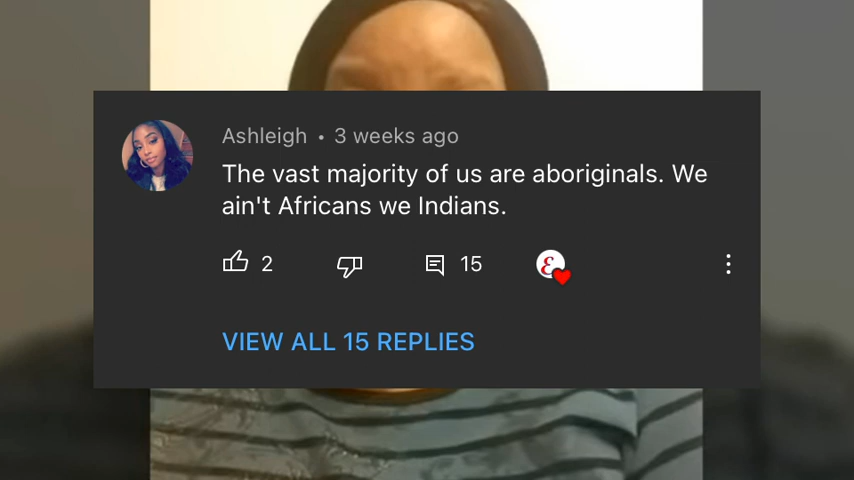 Ashleigh • 3 weeks ago
The vast majority of us are aboriginals. We
ain't Africans we Indians.
2 15 ε
VIEW ALL 15 REPLIES